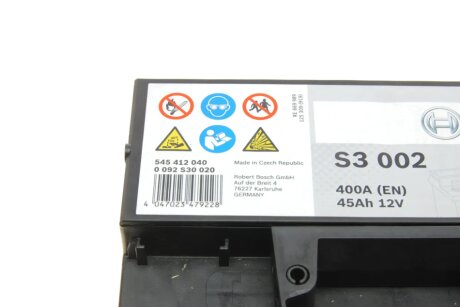 545 412 040
0 092 S30 020
4 047023 479228
Made in Czech Republic
Robert Bosch GmbH
Auf der Breit 4
76227 Karlsruhe
GERMANY
S3 002
400A (EN)
45Ah 12V